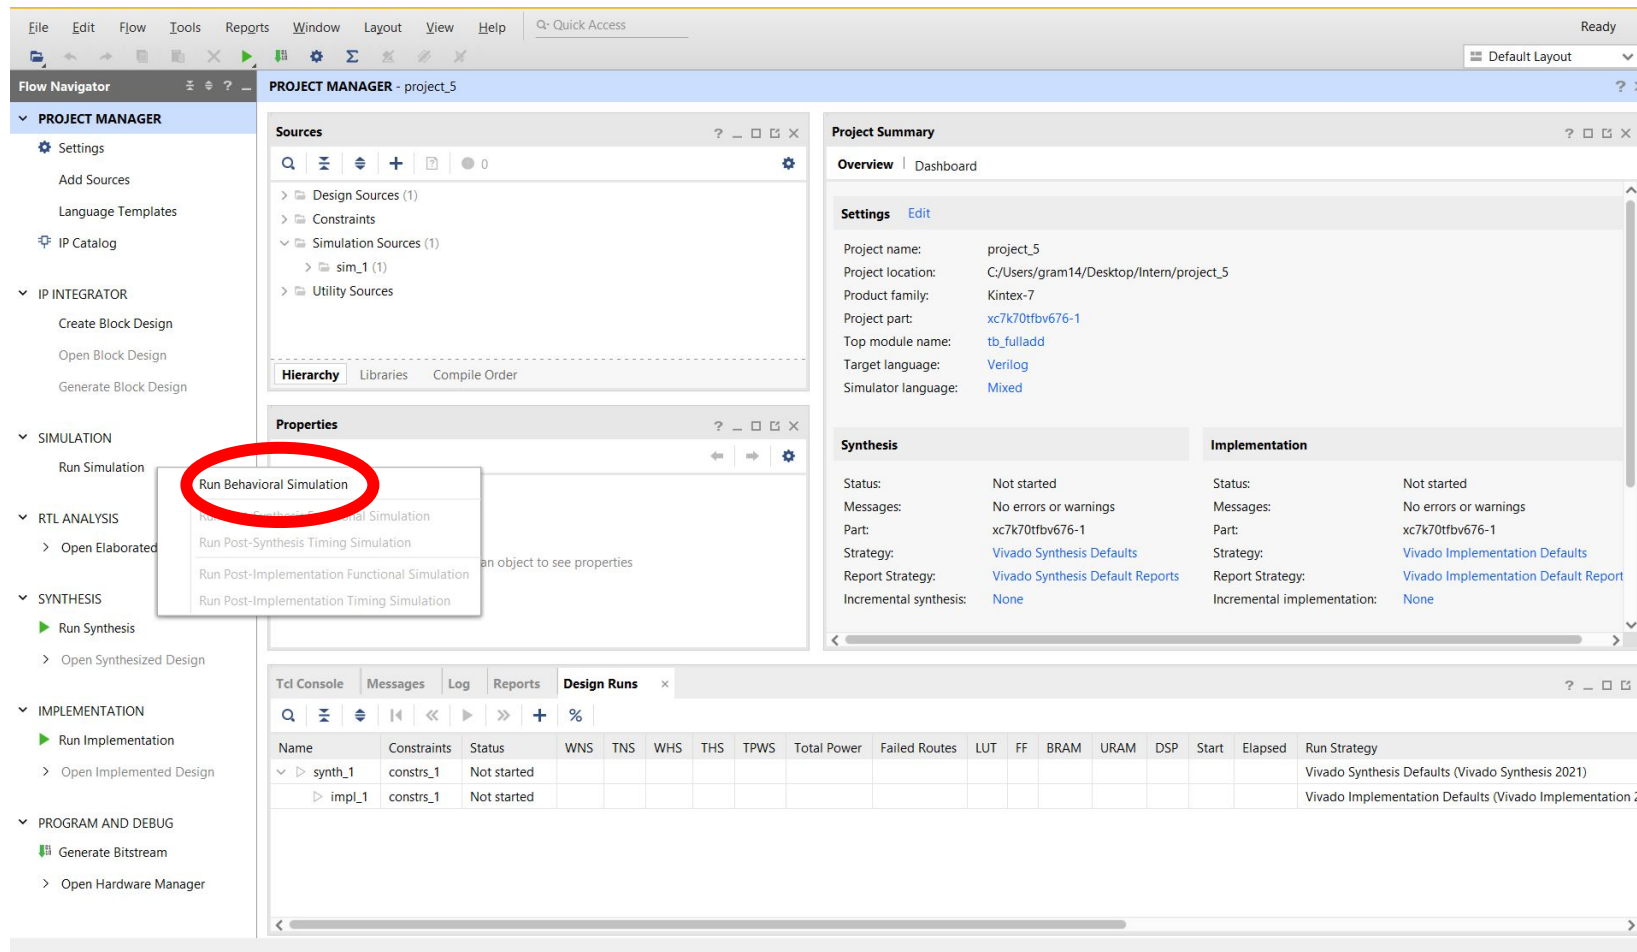 File Edit Flow Tools Reports Window Layout View Help Quick Access Ready
Default Layout
Flow Navigator ?
PROJECT MANAGER - project_5 ?
PROJECT MANAGER
Settings
Add Sources
Language Templates
IP Catalog
IP INTEGRATOR
Create Block Design
Open Block Design
Generate Block Design
SIMULATION
Run Simulation
RTL ANALYSIS
Open Elaborated
SYNTHESIS
Run Synthesis
Open Synthesized Design
IMPLEMENTATION
Run Implementation
Open Implemented Design
PROGRAM AND DEBUG
Generate Bitstream
Open Hardware Manager
Run Behavioral Simulation
Simulation
Run Post-Synthesis Timing Simulation
Run Post-Implementation Functional Simulation
Run Post-Implementation Timing Simulation
Sources ?
0
Design Sources (1)
Constraints
Simulation Sources (1)
sim_1 (1)
Utility Sources
Hierarchy Libraries Compile Order
Properties ?
an object to see properties
Project Summary ?
Overview Dashboard
Settings Edit
Project name: project_5
Project location: C:/Users/gram14/Desktop/Intern/project_5
Product family: Kintex-7
Project part: xc7k70tfbv676-1
Top module name: tb_fulladd
Target language: Verilog
Simulator language: Mixed
Synthesis
Status: Not started
Messages: No errors or warnings
Part: xc7k70tfbv676-1
Strategy: Vivado Synthesis Defaults
Report Strategy: Vivado Synthesis Default Reports
Incremental synthesis: None
Implementation
Status: Not started
Messages: No errors or warnings
Part: xc7k70tfbv676-1
Strategy: Vivado Implementation Defaults
Report Strategy: Vivado Implementation Default Report
Incremental implementation: None
Tcl Console Messages Log Reports Design Runs ?
%
Name Constraints Status WNS TNS WHS THS TPWS Total Power Failed Routes LUT FF BRAM URAM DSP Start Elapsed Run Strategy
synth_1 constrs_1 Not started Vivado Synthesis Defaults (Vivado Synthesis 2021)
impl_1 constrs_1 Not started Vivado Implementation Defaults (Vivado Implementation 2